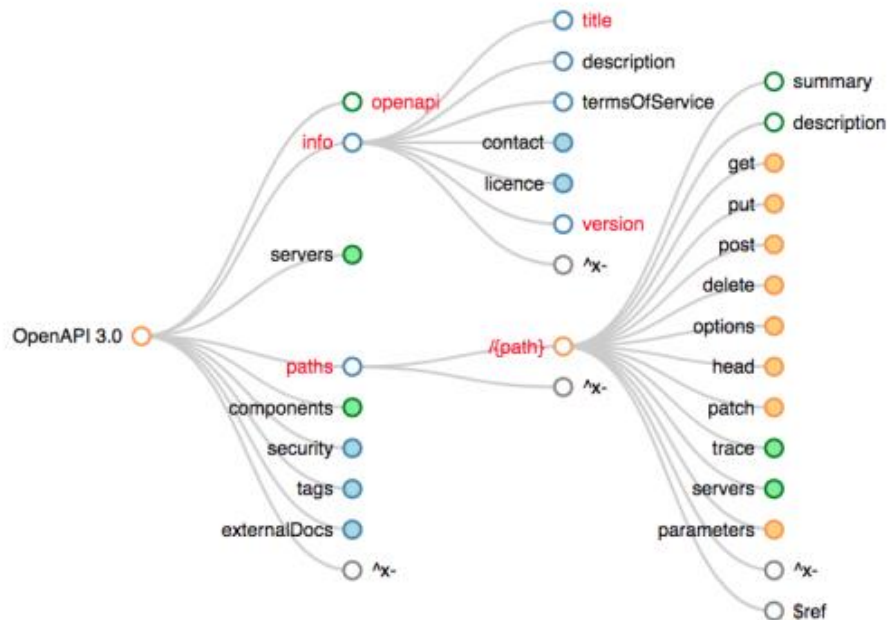 OpenAPI 3.0
openapi
info
servers
paths
components
security
tags
externalDocs
^x-
title
description
termsOfService
contact
licence
version
^x-
/{path}
^x-
summary
description
get
put
post
delete
options
head
patch
trace
servers
parameters
^x-
$ref